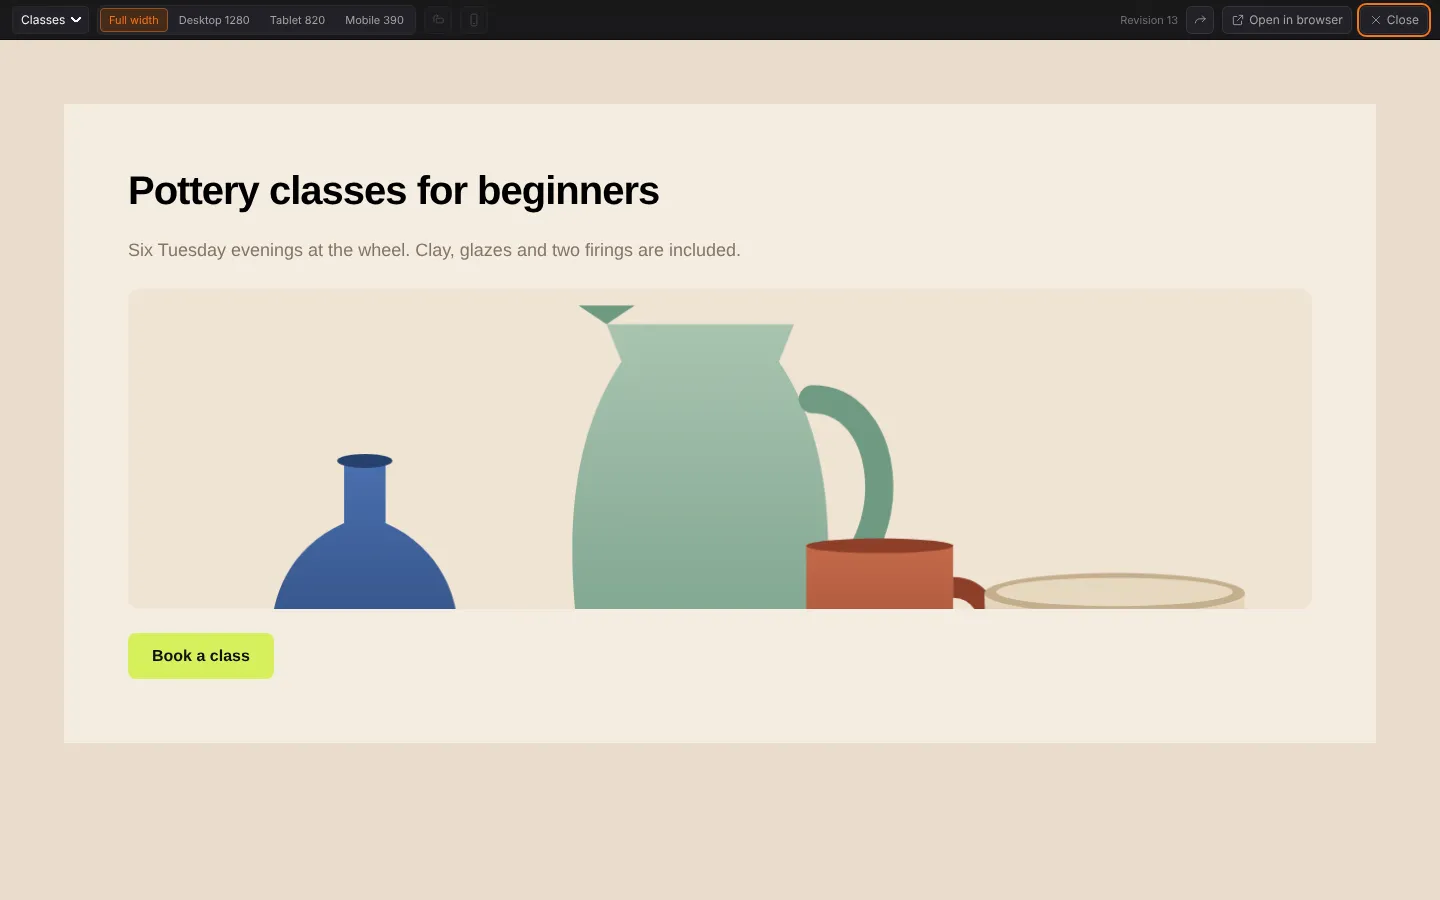 Classes
Full width
Desktop 1280
Tablet 820
Mobile 390
Revision 13
Open in browser
Close
Pottery classes for beginners
Six Tuesday evenings at the wheel. Clay, glazes and two firings are included.
Book a class